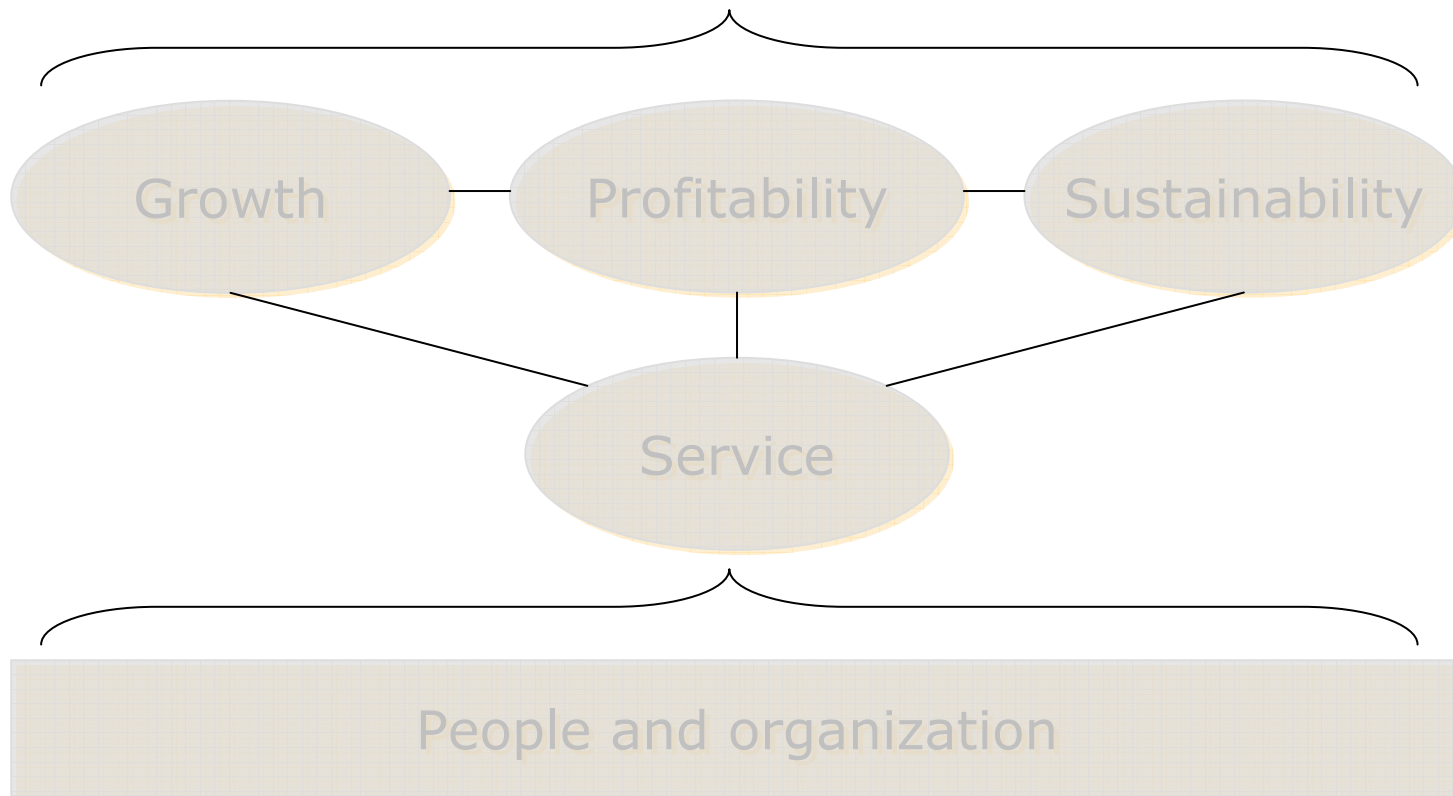 Growth
Profitability
Sustainability
Service
People and organization